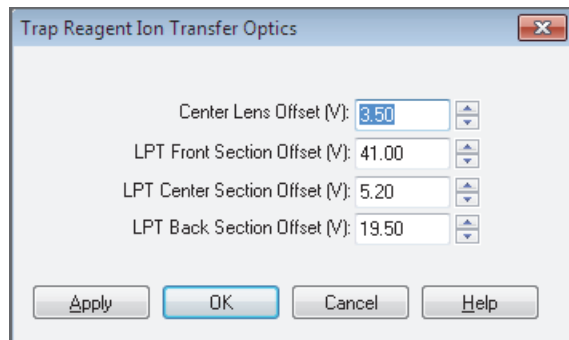 Trap Reagent Ion Transfer Optics
Center Lens Offset (V): 3.50
LPT Front Section Offset (V): 41.00
LPT Center Section Offset (V): 5.20
LPT Back Section Offset (V): 19.50
Apply OK Cancel Help